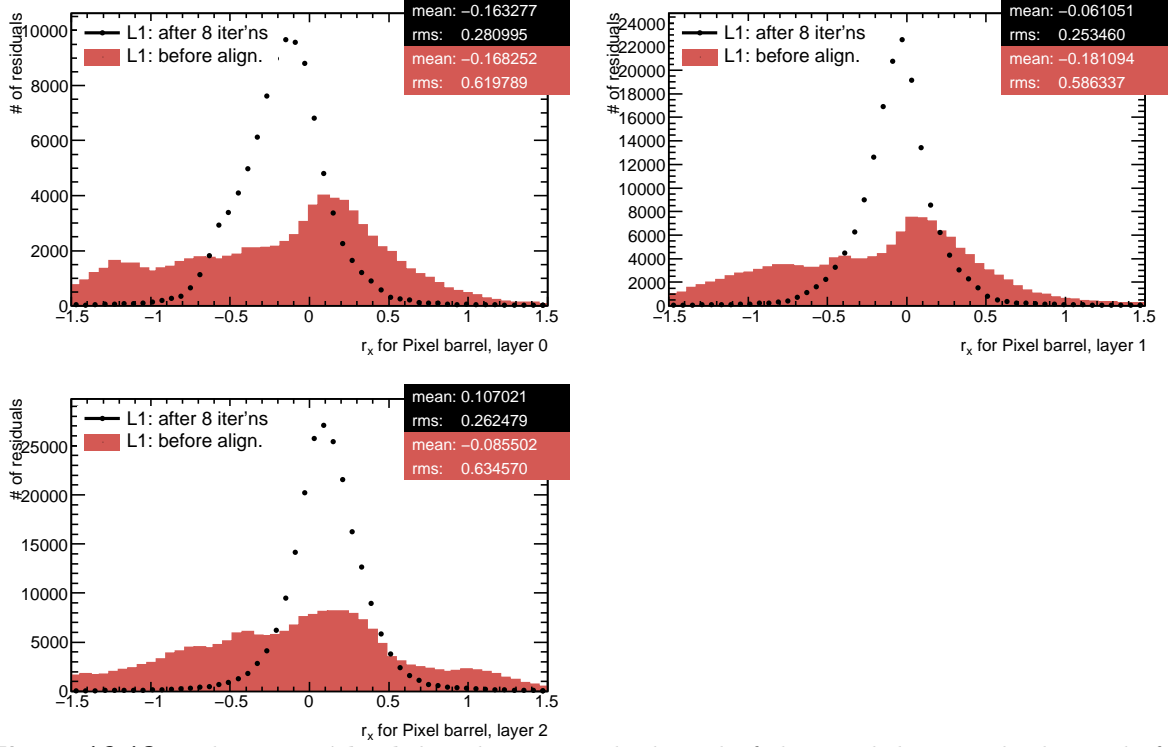 # of residuals
10000
8000
6000
4000
2000
0
−1.5 −1 −0.5 0 0.5 1 1.5
L1: after 8 iter'ns
L1: before align.
mean: −0.163277
rms: 0.280995
mean: −0.168252
rms: 0.619789
r_x for Pixel barrel, layer 0
# of residuals
24000
22000
20000
18000
16000
14000
12000
10000
8000
6000
4000
2000
0
−1.5 −1 −0.5 0 0.5 1 1.5
L1: after 8 iter'ns
L1: before align.
mean: −0.061051
rms: 0.253460
mean: −0.181094
rms: 0.586337
r_x for Pixel barrel, layer 1
# of residuals
25000
20000
15000
10000
5000
0
−1.5 −1 −0.5 0 0.5 1 1.5
L1: after 8 iter'ns
L1: before align.
mean: 0.107021
rms: 0.262479
mean: −0.085502
rms: 0.634570
r_x for Pixel barrel, layer 2